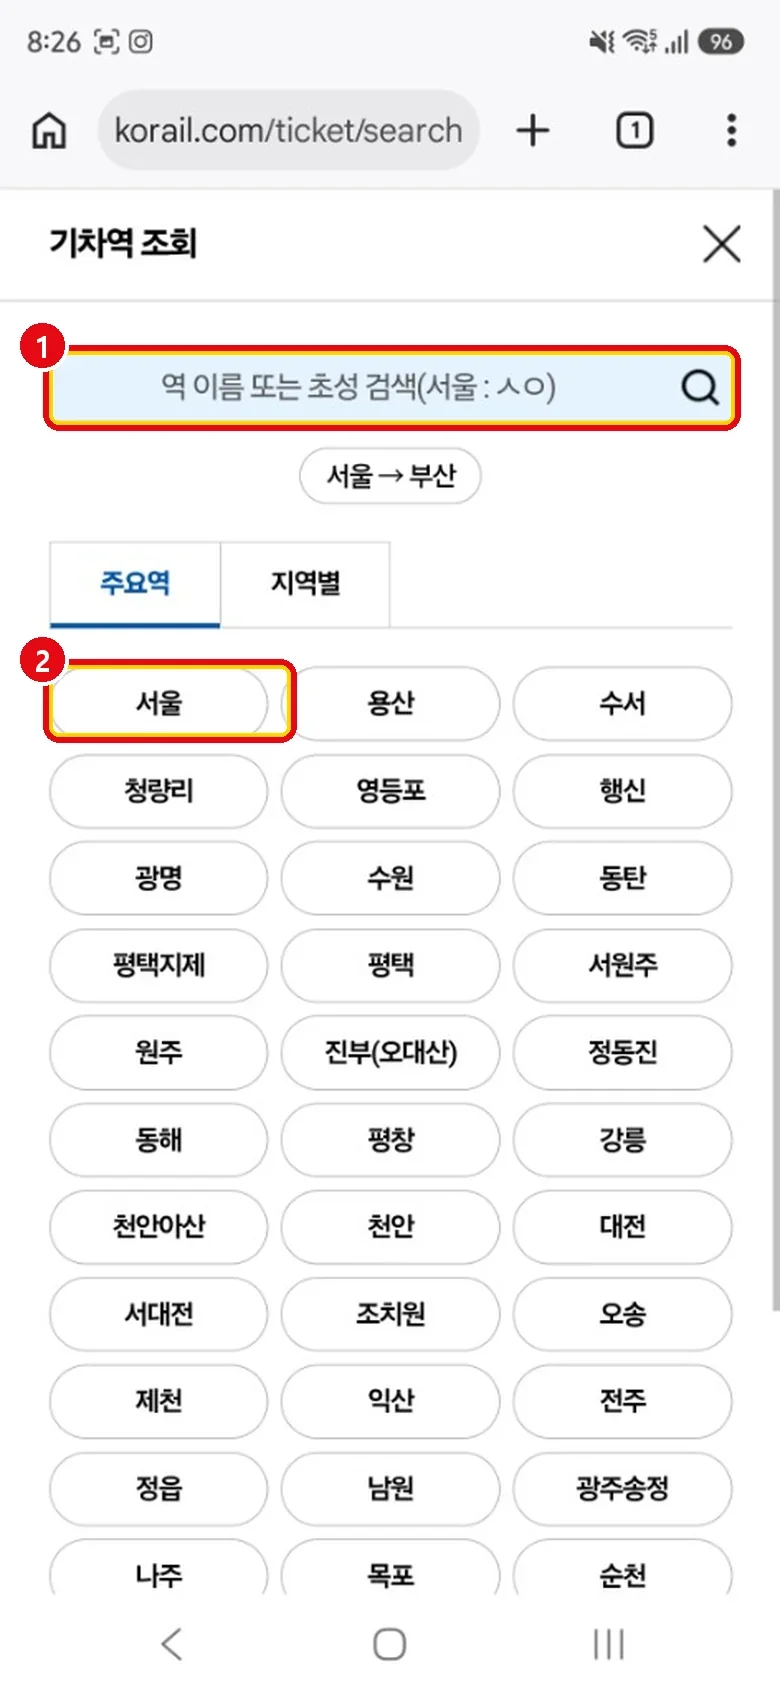 8:26 96
korail.com/ticket/search 1
기차역 조회
1
역 이름 또는 초성 검색(서울 : ㅅㅇ)
서울→부산
주요역 지역별
2
서울 용산 수서
청량리 영등포 행신
광명 수원 동탄
평택지제 평택 서원주
원주 진부(오대산) 정동진
동해 평창 강릉
천안아산 천안 대전
서대전 조치원 오송
제천 익산 전주
정읍 남원 광주송정
나주 목포 순천